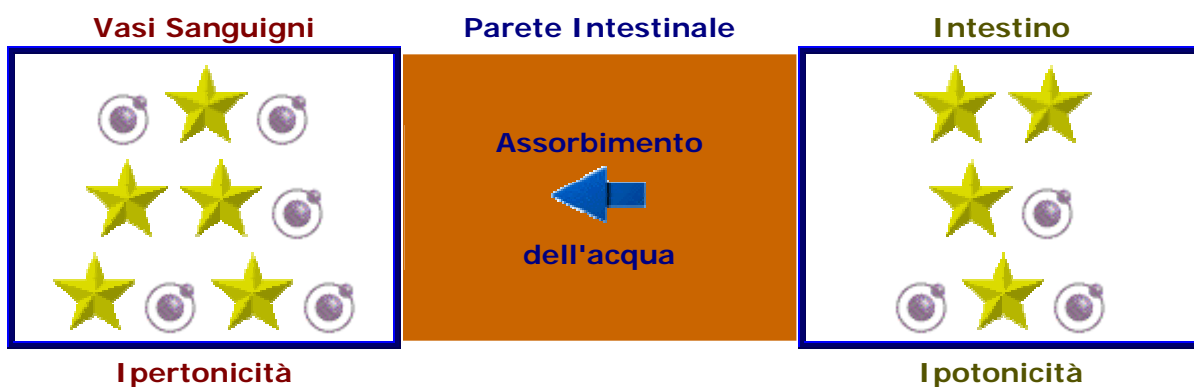 Vasi Sanguigni
Parete Intestinale
Intestino
Assorbimento
dell'acqua
Ipertonicità
Ipotonicità